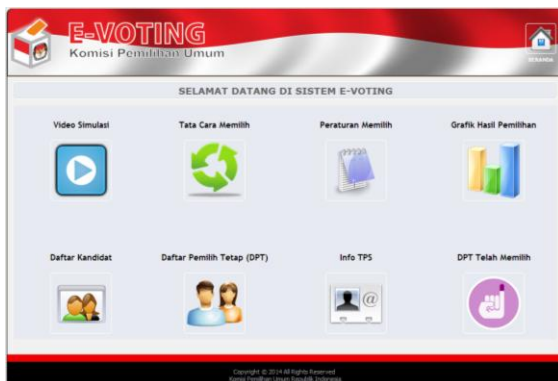 E-VOTING
Komisi Pemilihan Umum
BERANDA
SELAMAT DATANG DI SISTEM E-VOTING
Video Simulasi
Tata Cara Memilih
Peraturan Memilih
Grafik Hasil Pemilihan
Daftar Kandidat
Daftar Pemilih Tetap (DPT)
Info TPS
DPT Telah Memilih
@
Copyright © 2014 All Rights Reserved
Komisi Pemilihan Umum Republik Indonesia